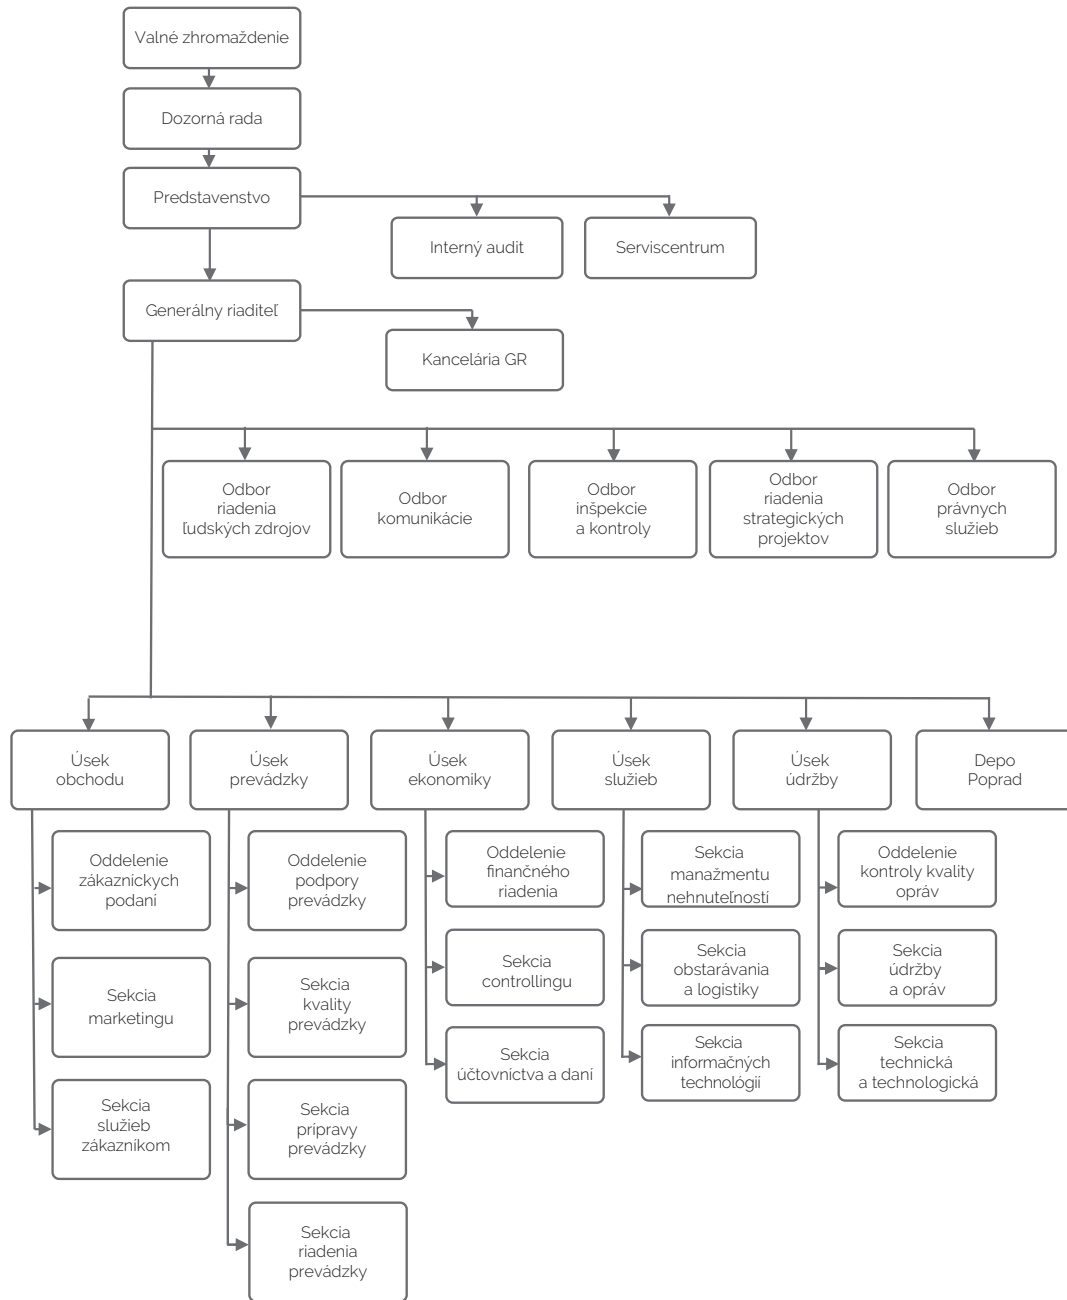 Valné zhromaždenie
Dozorná rada
Predstavenstvo
Interný audit
Serviscentrum
Generálny riaditeľ
Kancelária GR
Odbor
riadenia
ľudských zdrojov
Odbor
komunikácie
Odbor
inšpekcie
a kontroly
Odbor
riadenia
strategických
projektov
Odbor
právnych
služieb
Úsek
obchodu
Úsek
prevádzky
Úsek
ekonomiky
Úsek
služieb
Úsek
údržby
Depo
Poprad
Oddelenie
zákazníckych
podaní
Sekcia
marketingu
Sekcia
služieb
zákazníkom
Oddelenie
podpory
prevádzky
Sekcia
kvality
prevádzky
Sekcia
prípravy
prevádzky
Sekcia
riadenia
prevádzky
Oddelenie
finančného
riadenia
Sekcia
controllingu
Sekcia
účtovníctva a daní
Sekcia
manažmentu
nehnuteľností
Sekcia
obstarávania
a logistiky
Sekcia
informačných
technológií
Oddelenie
kontroly kvality
opráv
Sekcia
údržby
a opráv
Sekcia
technická
a technologická